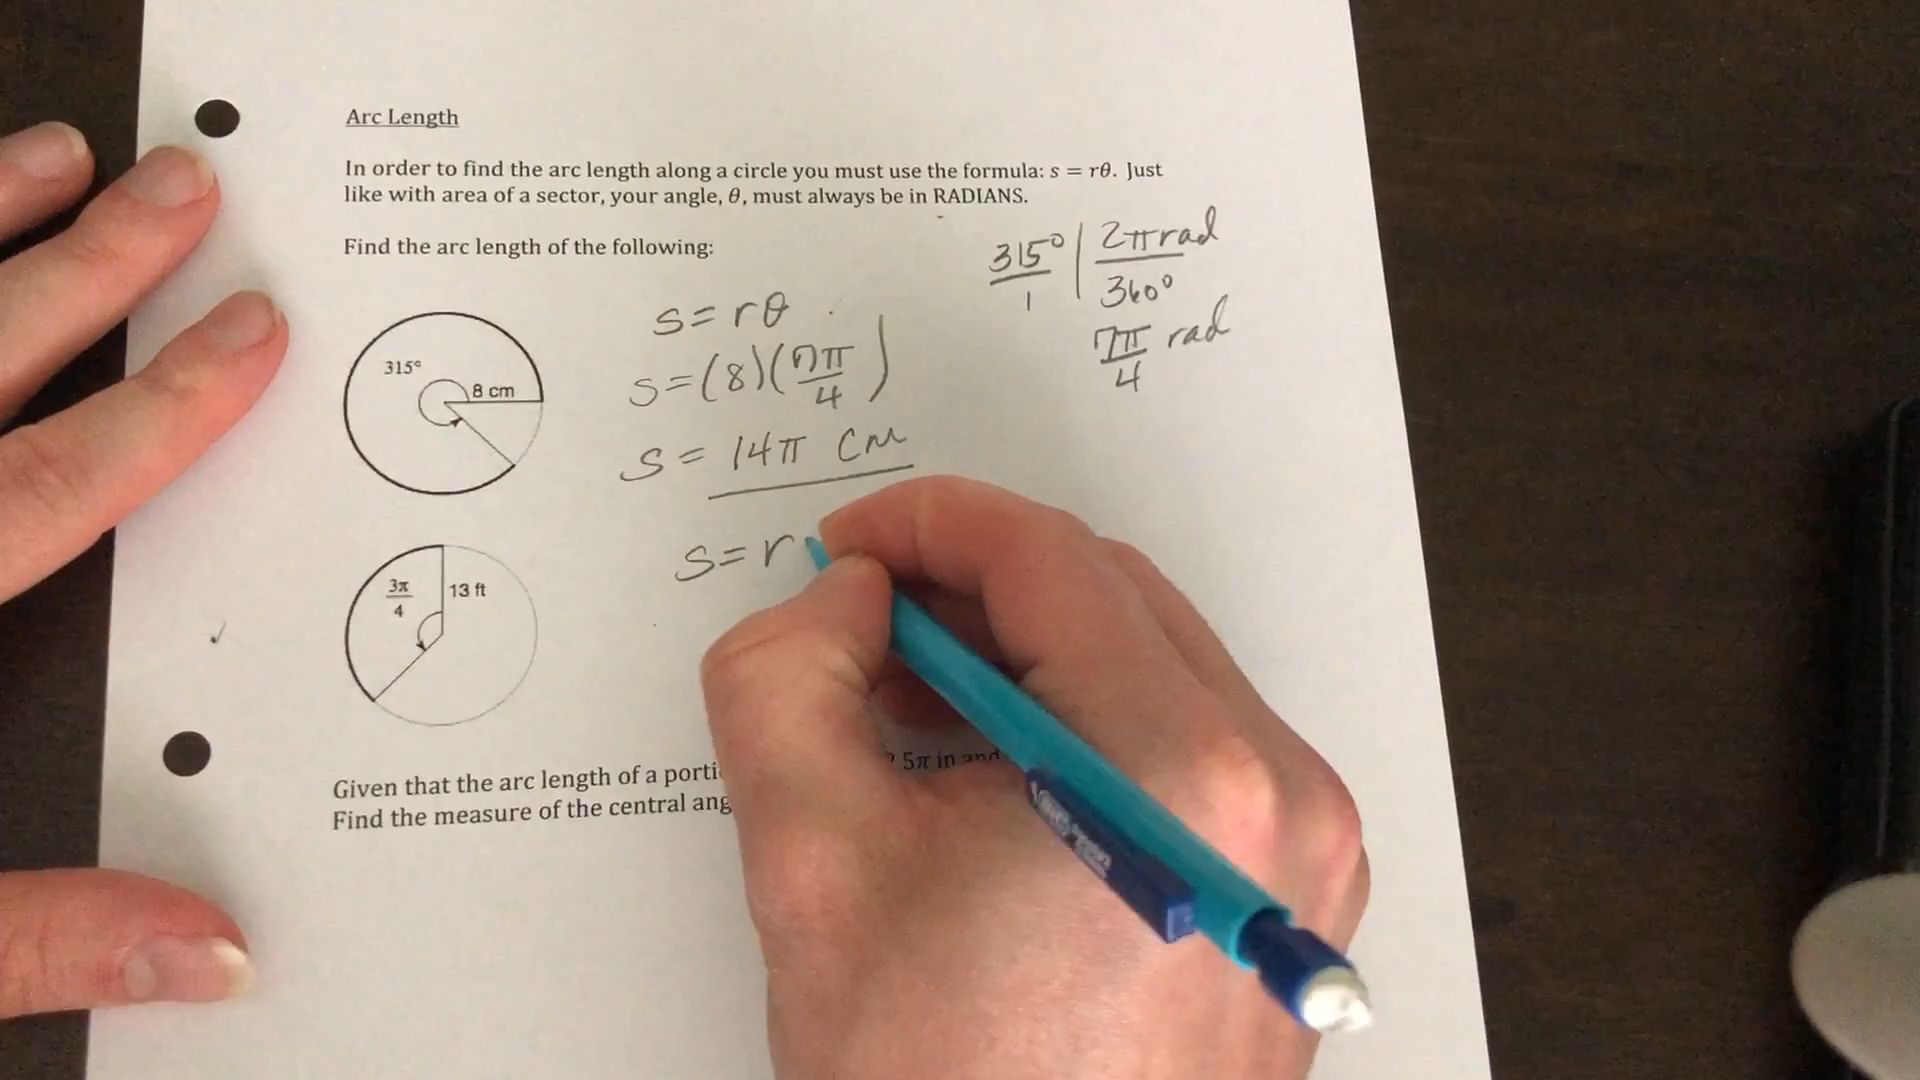 Arc Length
In order to find the arc length along a circle you must use the formula: s = rθ. Just
like with area of a sector, your angle, θ, must always be in RADIANS.
Find the arc length of the following:
315° | 2π rad
1 | 360°
7π/4 rad
315°
8 cm
s = rθ
s = (8)(7π/4)
s = 14π cm
3π/4
13 ft
s = r
Given that the arc length of a 5π in and
Find the measure of the central